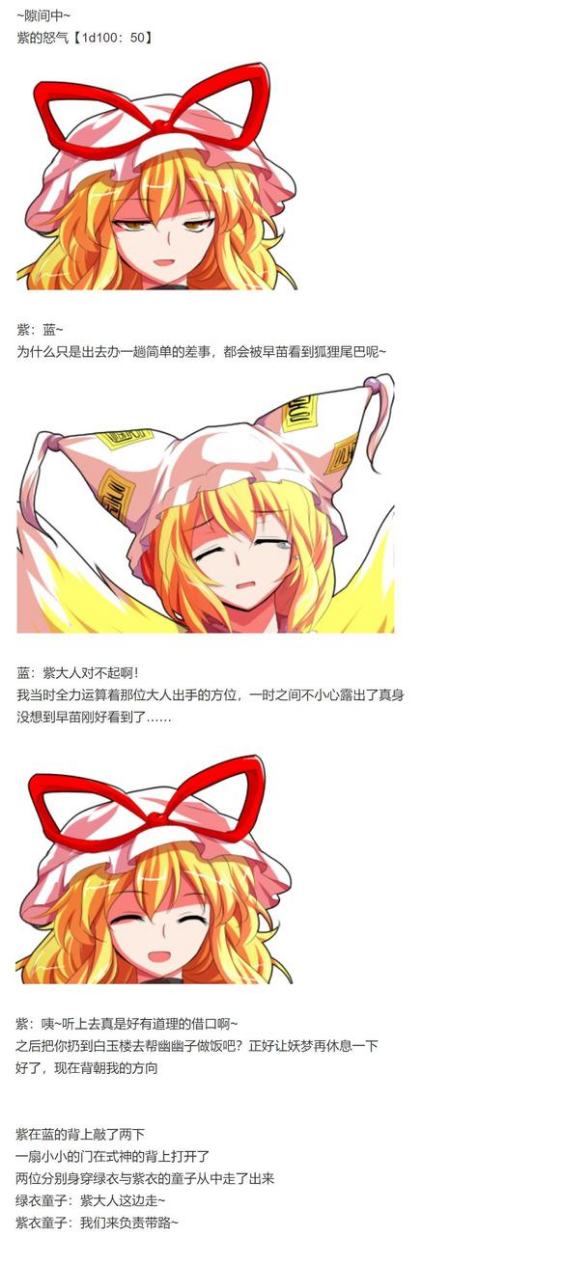 ~隙间中~
紫的怒气【1d100：50】
紫：蓝~
为什么只是出去办一趟简单的差事，都会被早苗看到狐狸尾巴呢~
蓝：紫大人对不起啊！
我当时全力运算着那位大人出手的方位，一时之间不小心露出了真身
没想到早苗刚好看到了……
紫：咦~听上去真是好有道理的借口啊~
之后把你扔到白玉楼去帮幽幽子做饭吧？正好让妖梦再休息一下
好了，现在背朝我的方向
紫在蓝的背上敲了两下
一扇小小的门在式神的背上打开了
两位分别身穿绿衣与紫衣的童子从中走了出来
绿衣童子：紫大人这边走~
紫衣童子：我们来负责带路~